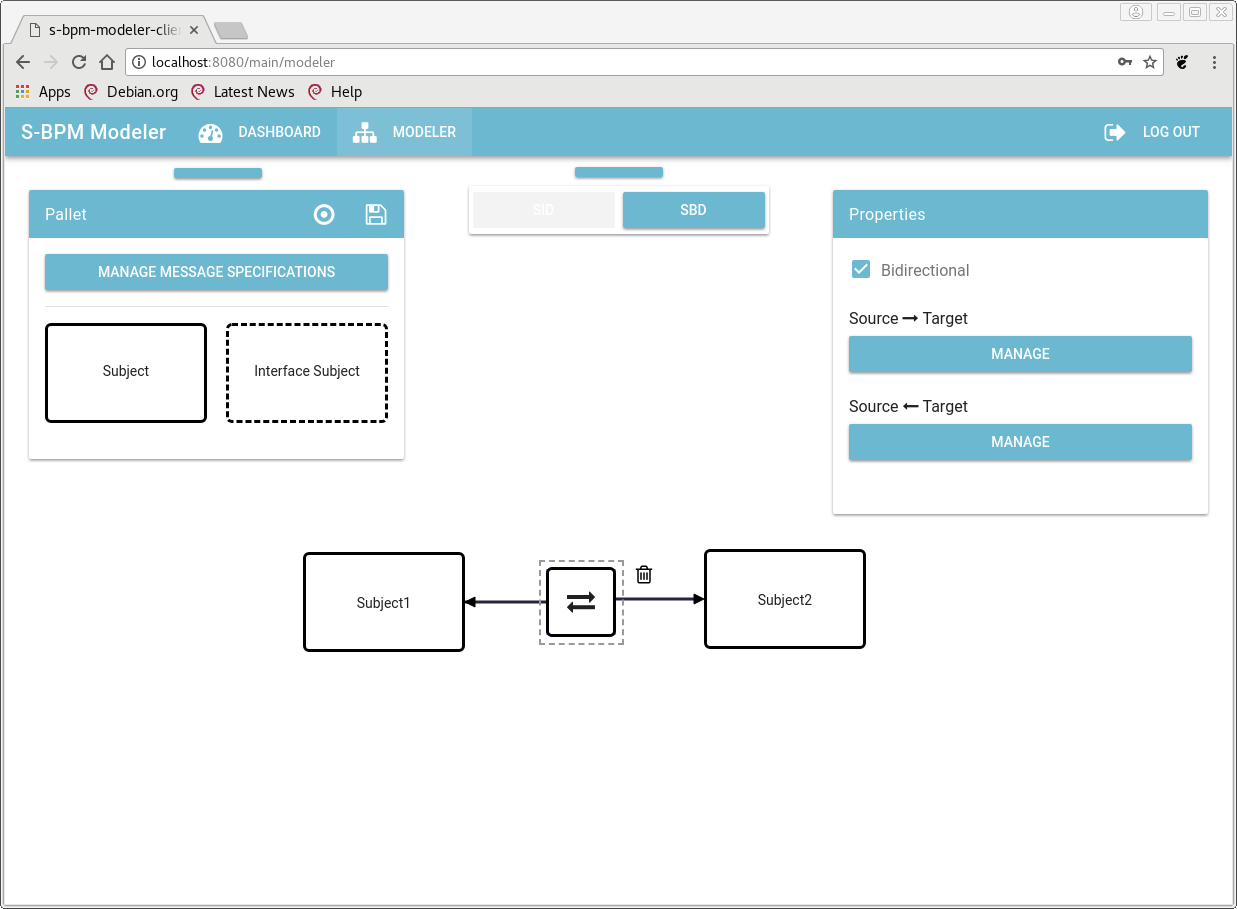 s-bpm-modeler-clie
localhost:8080/main/modeler
Apps Debian.org Latest News Help
S-BPM Modeler DASHBOARD MODELER LOG OUT
Pallet
SID SBD
Properties
MANAGE MESSAGE SPECIFICATIONS
Bidirectional
Subject Interface Subject
Source → Target
MANAGE
Source ← Target
MANAGE
Subject1 Subject2